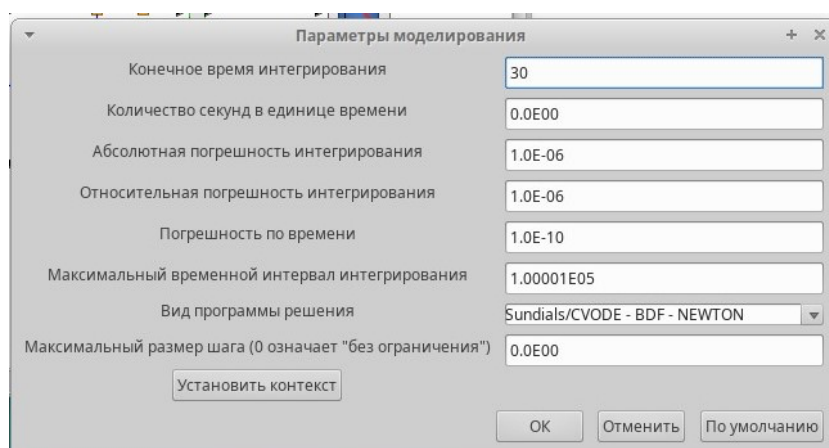 Параметры моделирования
Конечное время интегрирования 30
Количество секунд в единице времени 0.0E00
Абсолютная погрешность интегрирования 1.0E-06
Относительная погрешность интегрирования 1.0E-06
Погрешность по времени 1.0E-10
Максимальный временной интервал интегрирования 1.00001E05
Вид программы решения Sundials/CVODE - BDF - NEWTON
Максимальный размер шага (0 означает "без ограничения") 0.0E00
Установить контекст
ОК Отменить По умолчанию